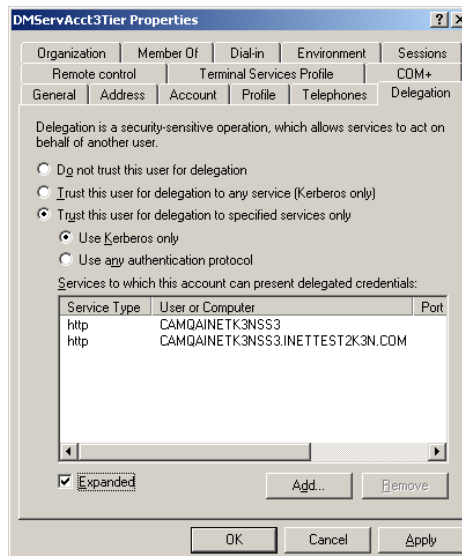 DMServAcct3Tier Properties
Organization Member Of Dial-in Environment Sessions
Remote control Terminal Services Profile COM+
General Address Account Profile Telephones Delegation
Delegation is a security-sensitive operation, which allows services to act on
behalf of another user.
Do not trust this user for delegation
Trust this user for delegation to any service (Kerberos only)
Trust this user for delegation to specified services only
Use Kerberos only
Use any authentication protocol
Services to which this account can present delegated credentials:
Service Type User or Computer Port
http CAMQAINETK3NSS3
http CAMQAINETK3NSS3.INETTEST2K3N.COM
Expanded Add... Remove
OK Cancel Apply